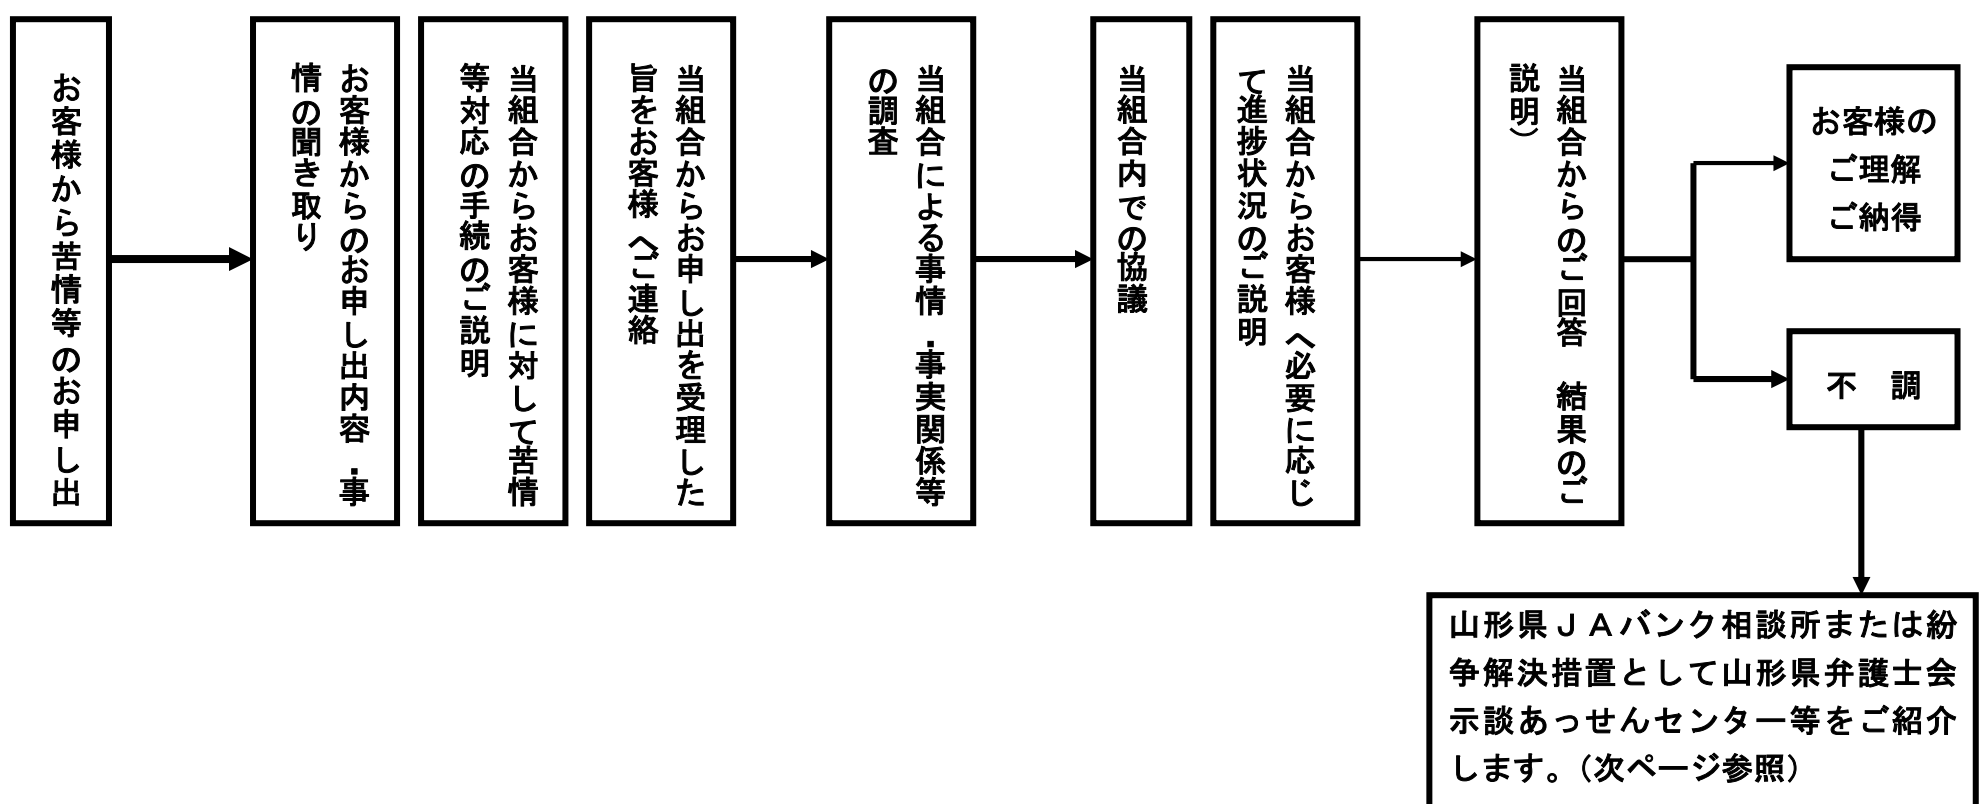 お客様から苦情等のお申し出
お客様からのお申し出内容・事
情の聞き取り
当組合からお客様に対して苦情
等対応の手続のご説明
当組合からお申し出を受理した
旨をお客様へご連絡
当組合による事情・事実関係等
の調査
当組合内での協議
当組合からお客様へ必要に応じ
て進捗状況のご説明
当組合からのご回答 結果のご
説明）
お客様の
ご理解
ご納得
不 調
山形県ＪＡバンク相談所または紛
争解決措置として山形県弁護士会
示談あっせんセンター等をご紹介
します。（次ページ参照）